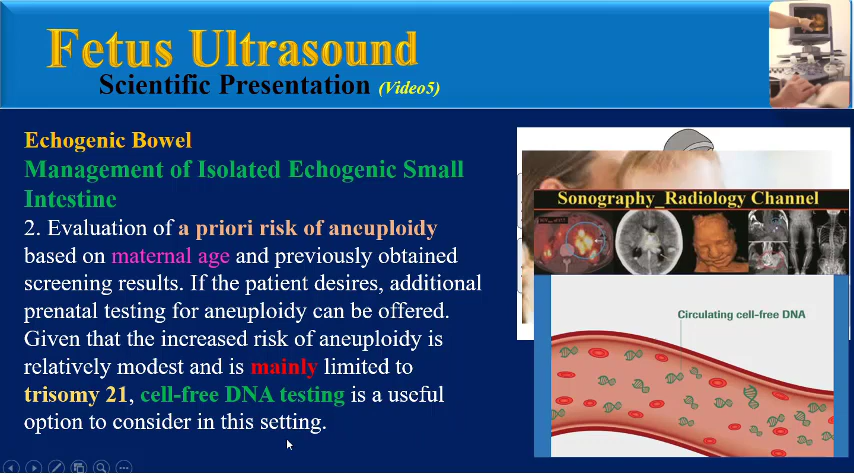 Fetus Ultrasound
Scientific Presentation (Video5)
Echogenic Bowel
Management of Isolated Echogenic Small
Intestine
2. Evaluation of a priori risk of aneuploidy
based on maternal age and previously obtained
screening results. If the patient desires, additional
prenatal testing for aneuploidy can be offered.
Given that the increased risk of aneuploidy is
relatively modest and is mainly limited to
trisomy 21, cell-free DNA testing is a useful
option to consider in this setting.
Sonography_Radiology Channel
Circulating cell-free DNA